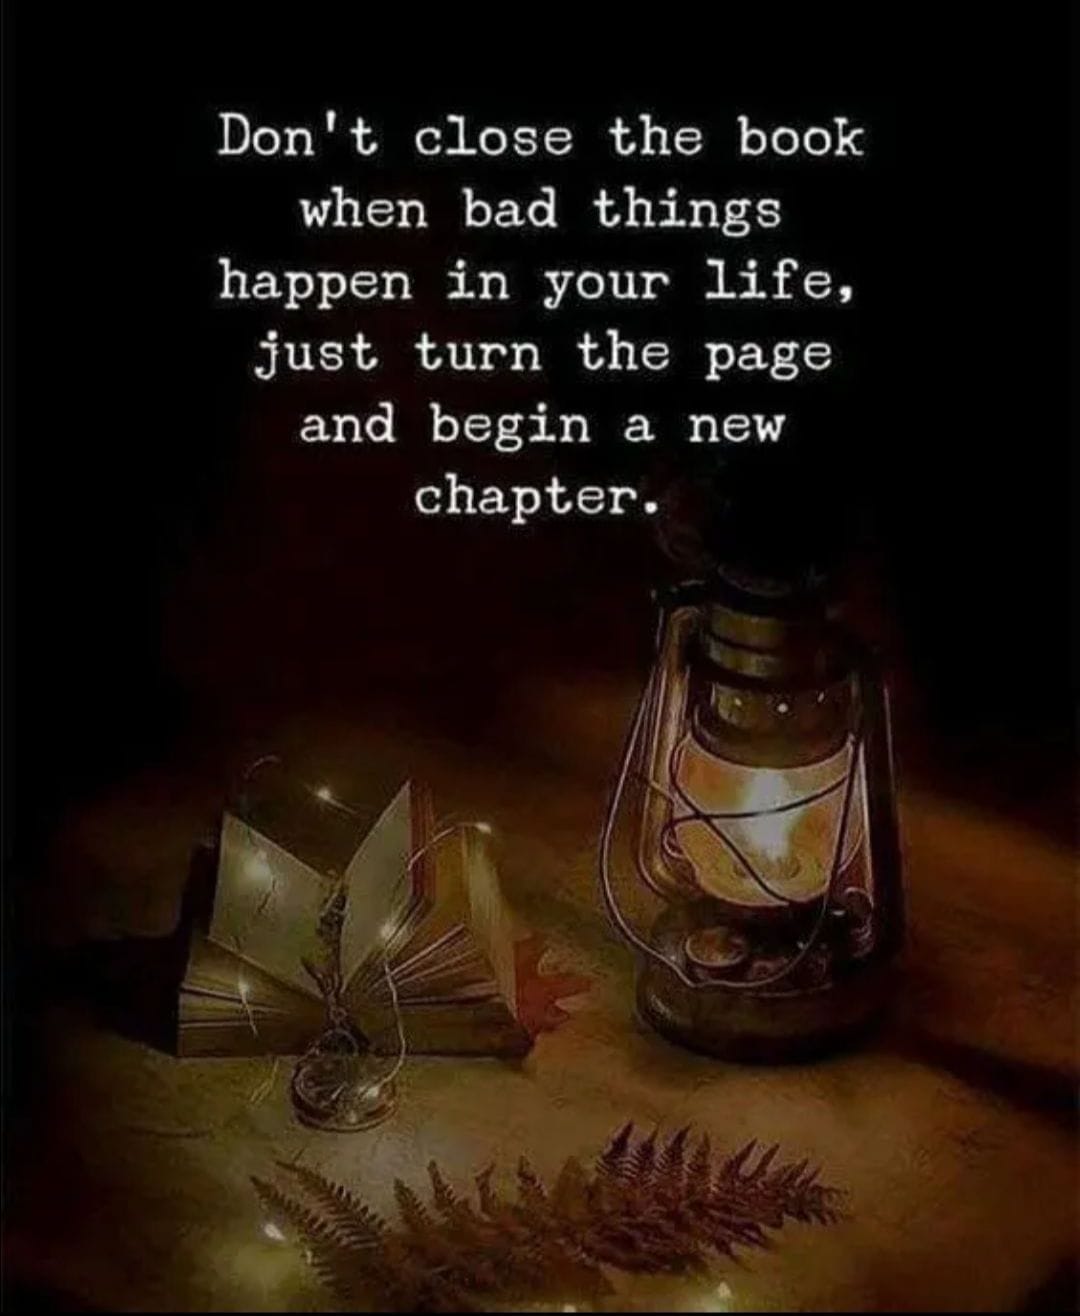 Don't close the book
when bad things
happen in your life,
just turn the page
and begin a new
chapter.